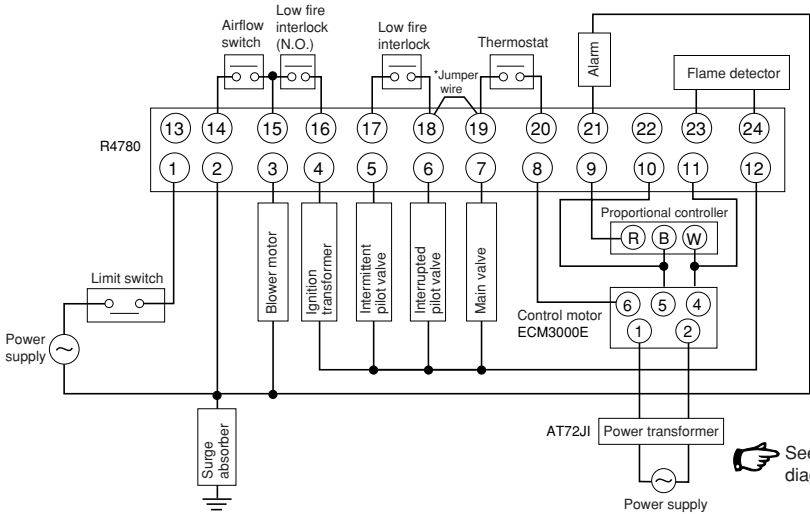 Low fire
interlock
(N.O.)
Airflow
switch
Low fire
interlock
Thermostat
*Jumper
wire
Alarm
Flame detector
13 14 15 16 17 18 19 20 21 22 23 24
R4780
1 2 3 4 5 6 7 8 9 10 11 12
Proportional controller
R B W
Limit switch
Blower motor
Ignition
transformer
Intermittent
pilot valve
Interrupted
pilot valve
Main valve
Control motor
ECM3000E
6 5 4
1 2
Power
supply
Surge
absorber
AT72JI
Power transformer
Power supply
See
diag